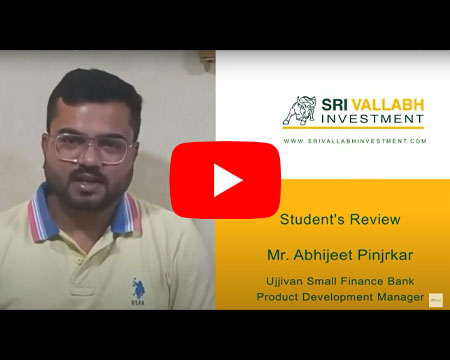 SRI VALLABH
INVESTMENT
WWW.SRIVALLABHINVESTMENT.COM
Student's Review
Mr. Abhijeet Pinjrkar
Ujjivan Small Finance Bank
Product Development Manager